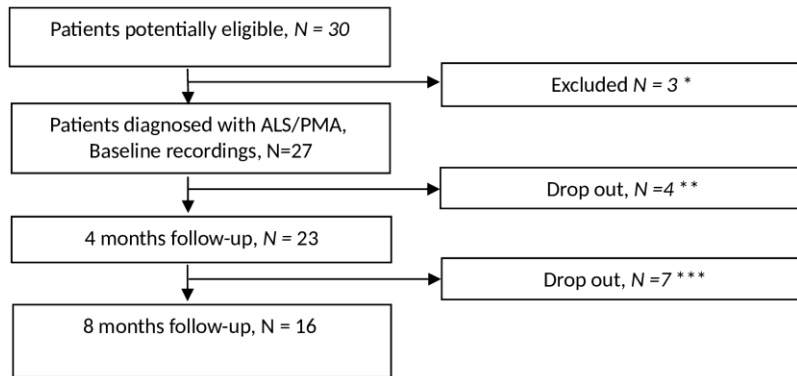 Patients potentially eligible, N = 30
Excluded N = 3 *
Patients diagnosed with ALS/PMA,
Baseline recordings, N=27
Drop out, N =4 **
4 months follow-up, N = 23
Drop out, N =7 ***
8 months follow-up, N = 16